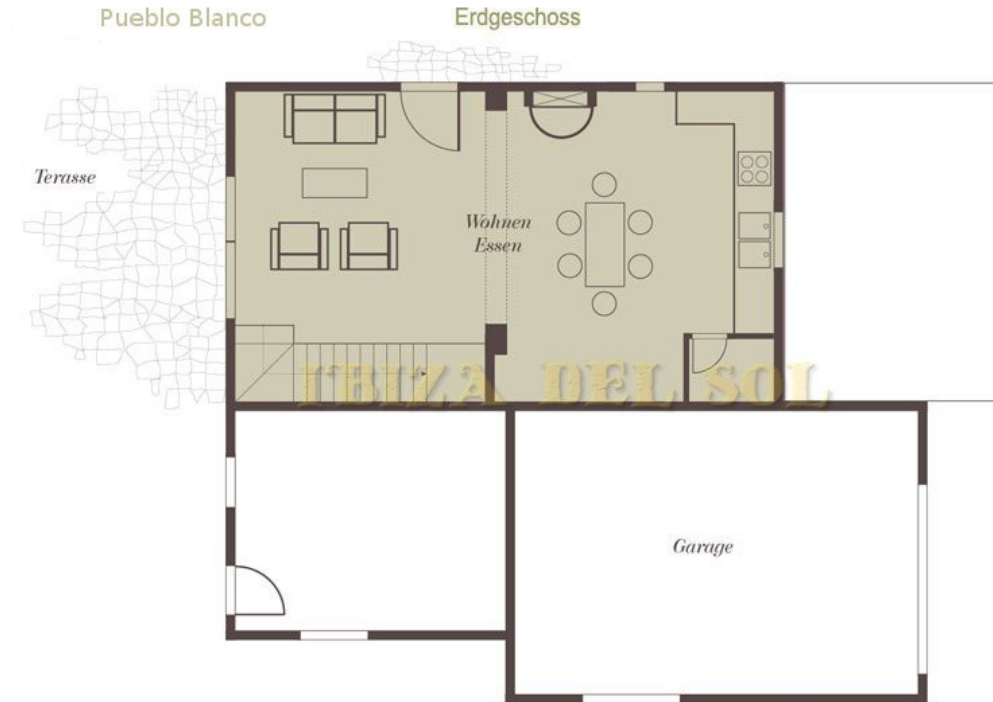 Pueblo Blanco
Erdgeschoss
Terasse
Wohnen
Essen
IBIZA DEL SOL
Garage